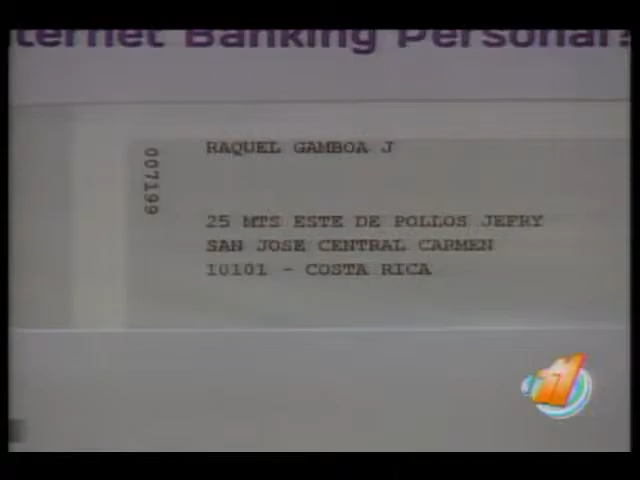 Internet Banking Personal?
007199
RAQUEL GAMBOA J
25 MTS ESTE DE POLLOS JEFRY
SAN JOSE CENTRAL CARMEN
10101 - COSTA RICA
11